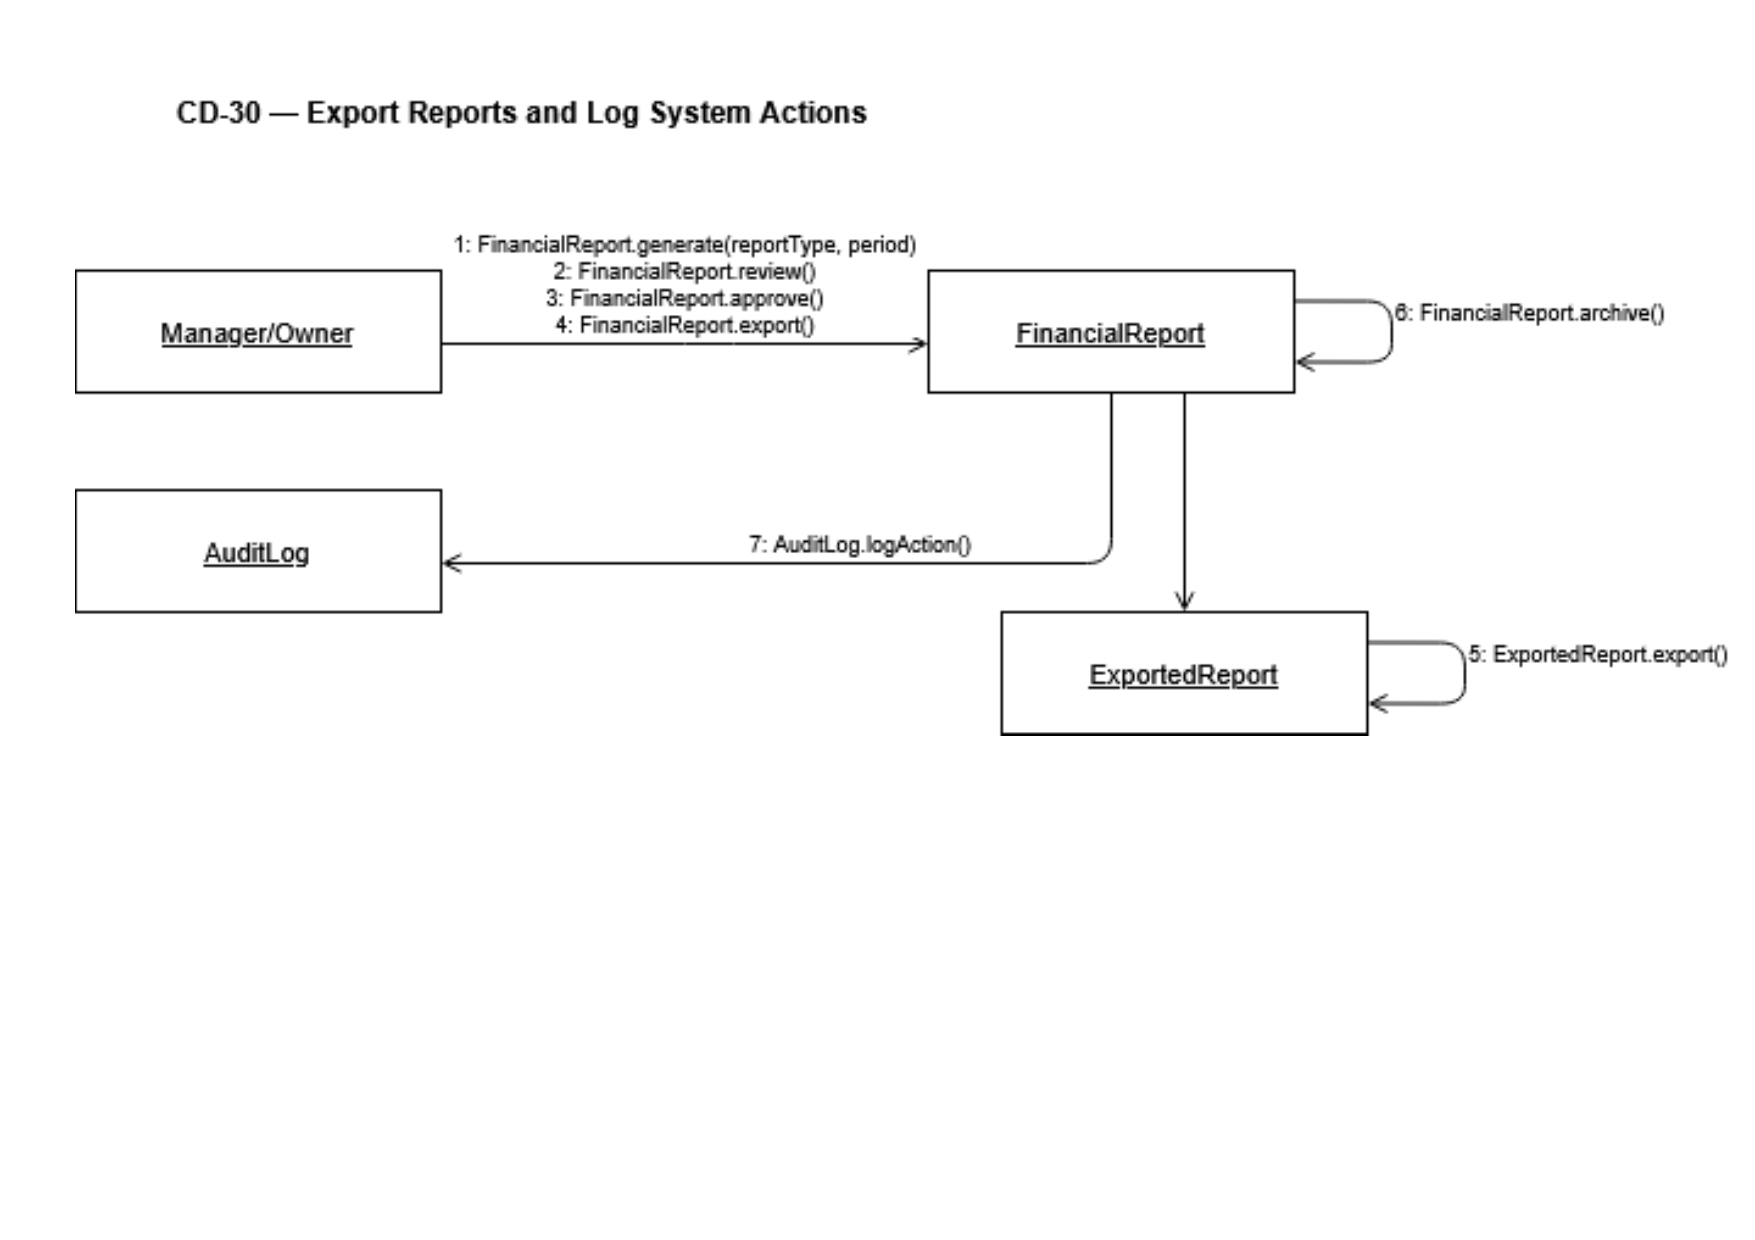 CD-30 — Export Reports and Log System Actions
1: FinancialReport.generate(reportType, period)
2: FinancialReport.review()
3: FinancialReport.approve()
4: FinancialReport.export()
Manager/Owner
FinancialReport
6: FinancialReport.archive()
AuditLog
7: AuditLog.logAction()
ExportedReport
5: ExportedReport.export()